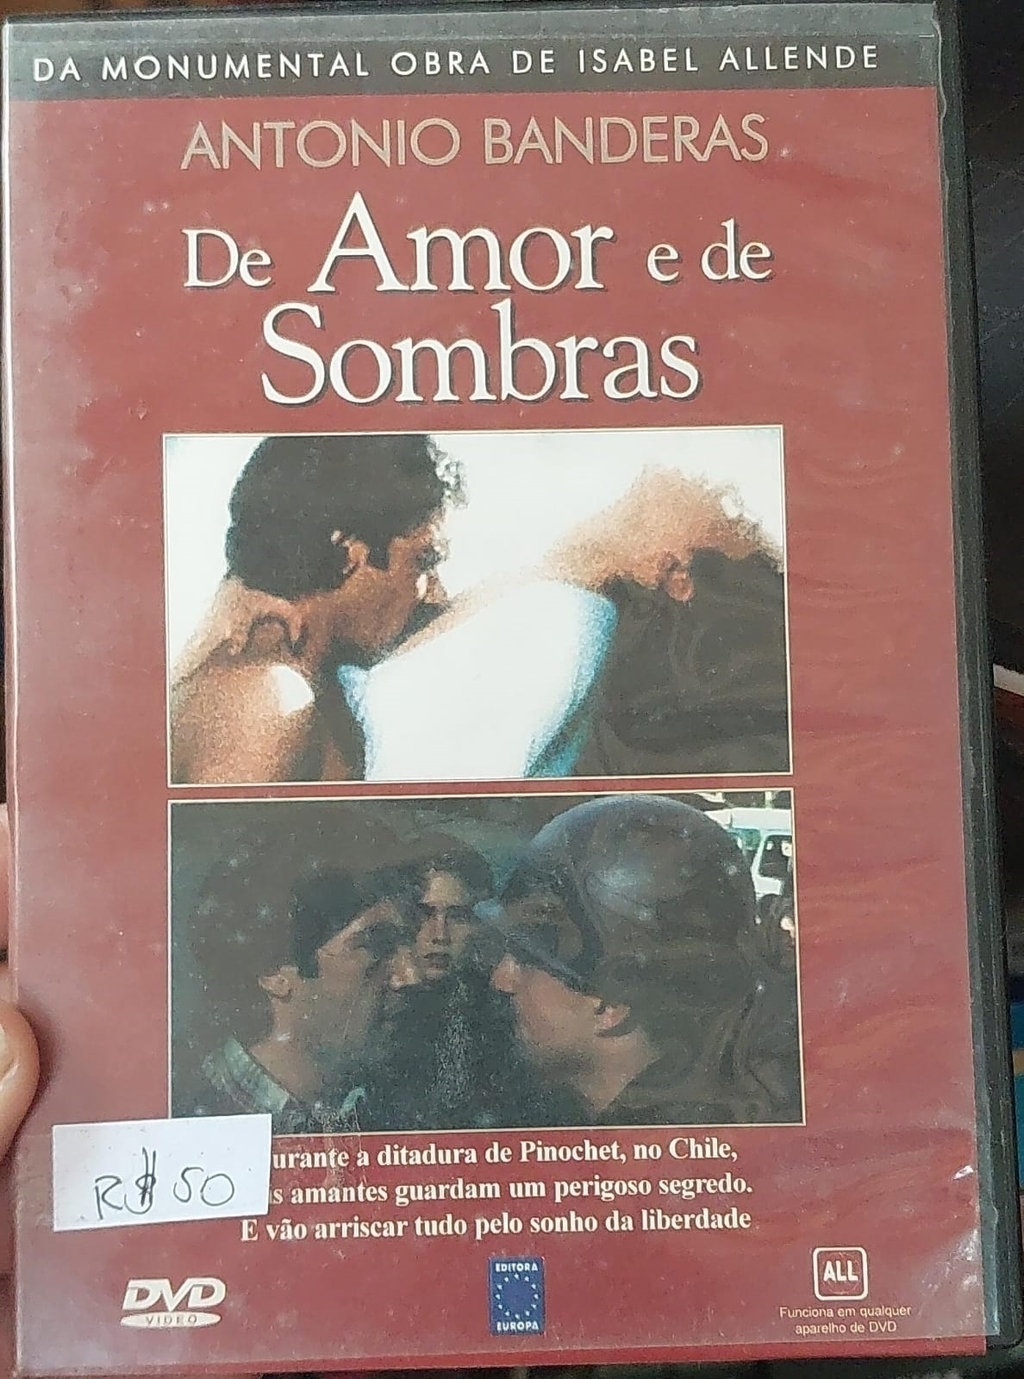 DA MONUMENTAL OBRA DE ISABEL ALLENDE
ANTONIO BANDERAS
De Amor e de
Sombras
urante a ditadura de Pinochet, no Chile,
s amantes guardam um perigoso segredo.
E vão arriscar tudo pelo sonho da liberdade
R$ 50
DVD
VIDEO
EDITORA
EUROPA
ALL
Funciona em qualquer
aparelho de DVD